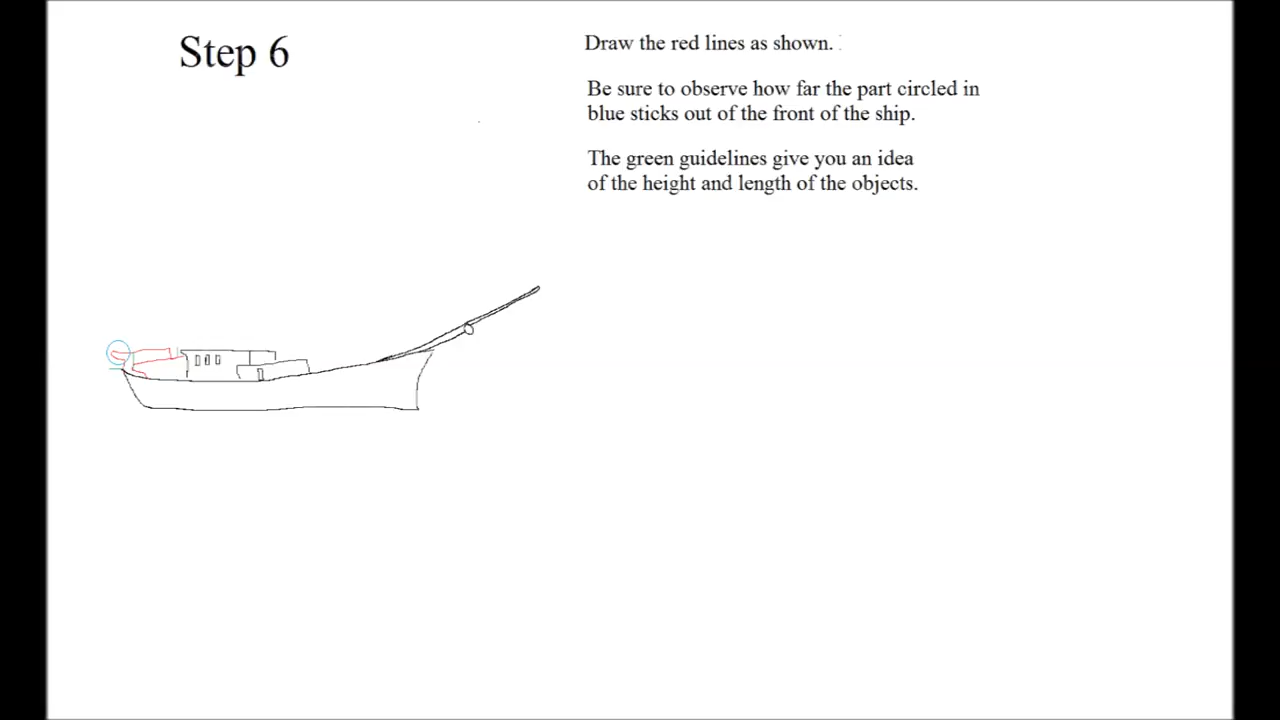 Step 6
Draw the red lines as shown.
Be sure to observe how far the part circled in
blue sticks out of the front of the ship.
The green guidelines give you an idea
of the height and length of the objects.